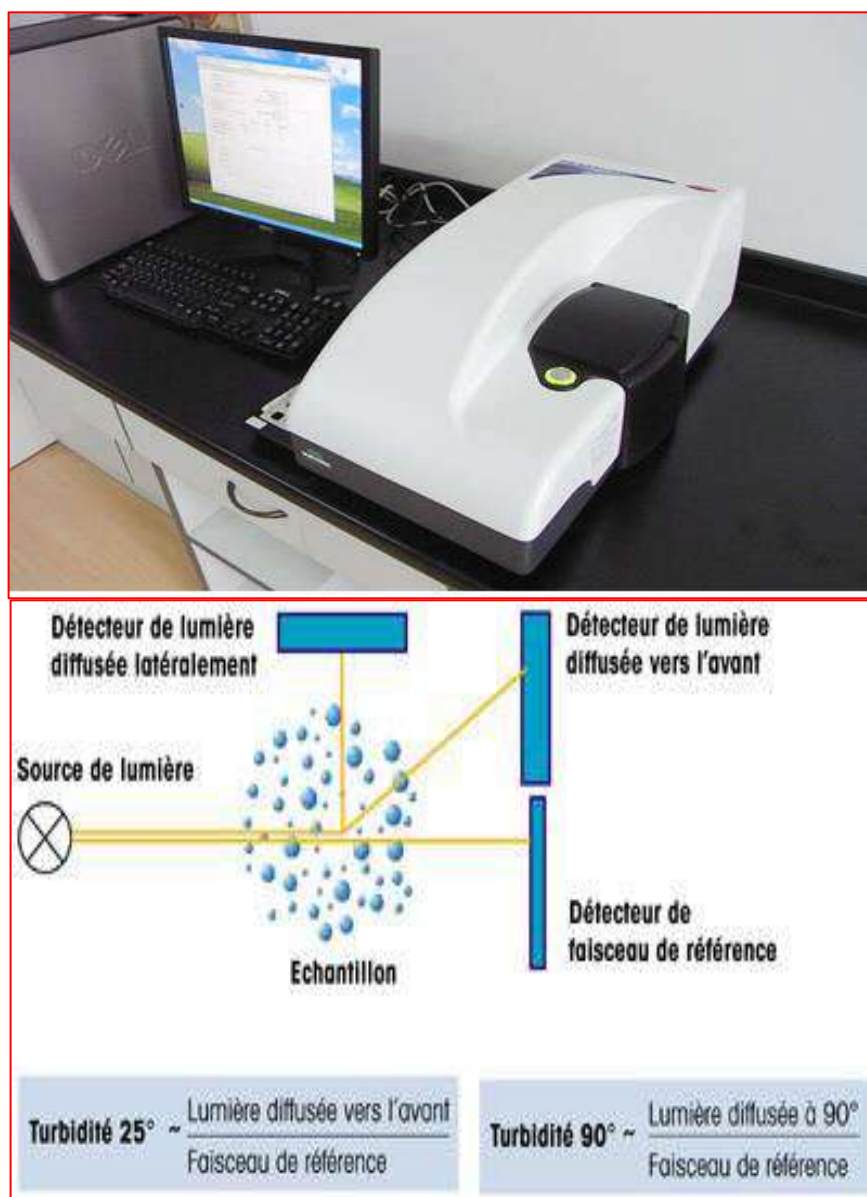 DELL
Détecteur de lumière
diffusée latéralement
Détecteur de lumière
diffusée vers l'avant
Source de lumière
Détecteur de
faisceau de référence
Echantillon
Turbidité 25° ~ Lumière diffusée vers l'avant
Faisceau de référence
Turbidité 90° ~ Lumière diffusée à 90°
Faisceau de référence